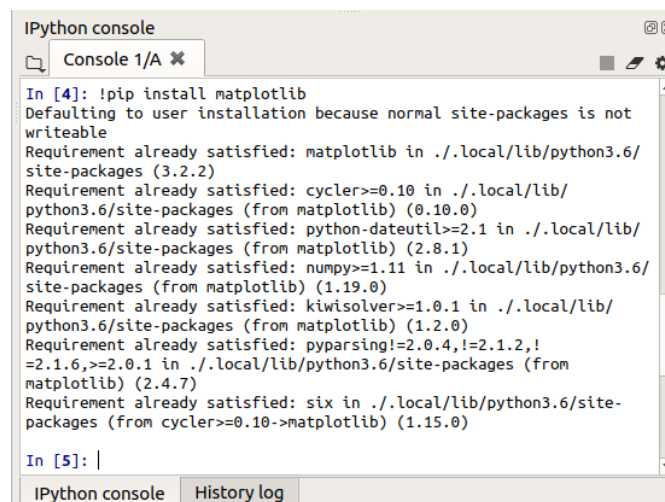 IPython console
Console 1/A
In [4]: !pip install matplotlib
Defaulting to user installation because normal site-packages is not
writeable
Requirement already satisfied: matplotlib in ./.local/lib/python3.6/
site-packages (3.2.2)
Requirement already satisfied: cycler>=0.10 in ./.local/lib/
python3.6/site-packages (from matplotlib) (0.10.0)
Requirement already satisfied: python-dateutil>=2.1 in ./.local/lib/
python3.6/site-packages (from matplotlib) (2.8.1)
Requirement already satisfied: numpy>=1.11 in ./.local/lib/python3.6/
site-packages (from matplotlib) (1.19.0)
Requirement already satisfied: kiwisolver>=1.0.1 in ./.local/lib/
python3.6/site-packages (from matplotlib) (1.2.0)
Requirement already satisfied: pyparsing!=2.0.4,!=2.1.2,!
=2.1.6,>=2.0.1 in ./.local/lib/python3.6/site-packages (from
matplotlib) (2.4.7)
Requirement already satisfied: six in ./.local/lib/python3.6/site-
packages (from cycler>=0.10->matplotlib) (1.15.0)
In [5]:
IPython console History log